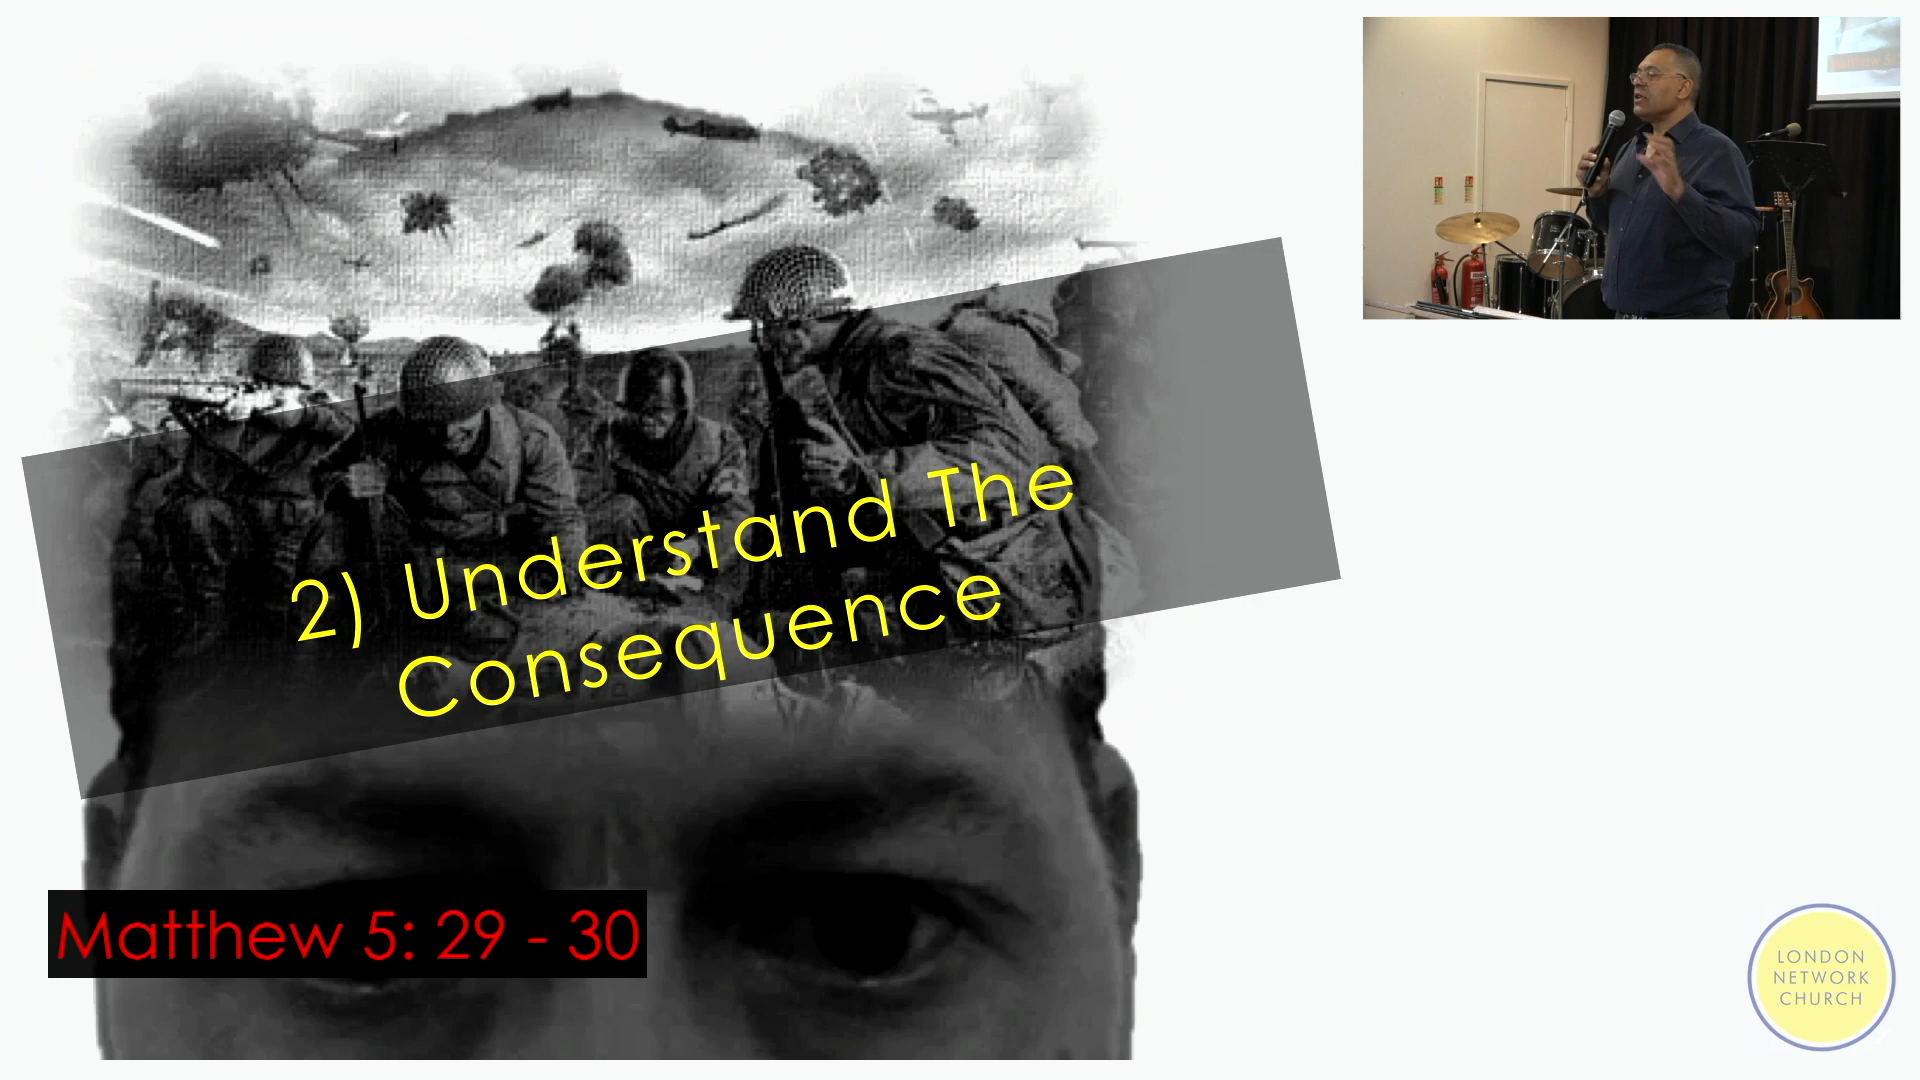 2) Understand The
Consequence
Matthew 5: 29 - 30
LONDON
NETWORK
CHURCH